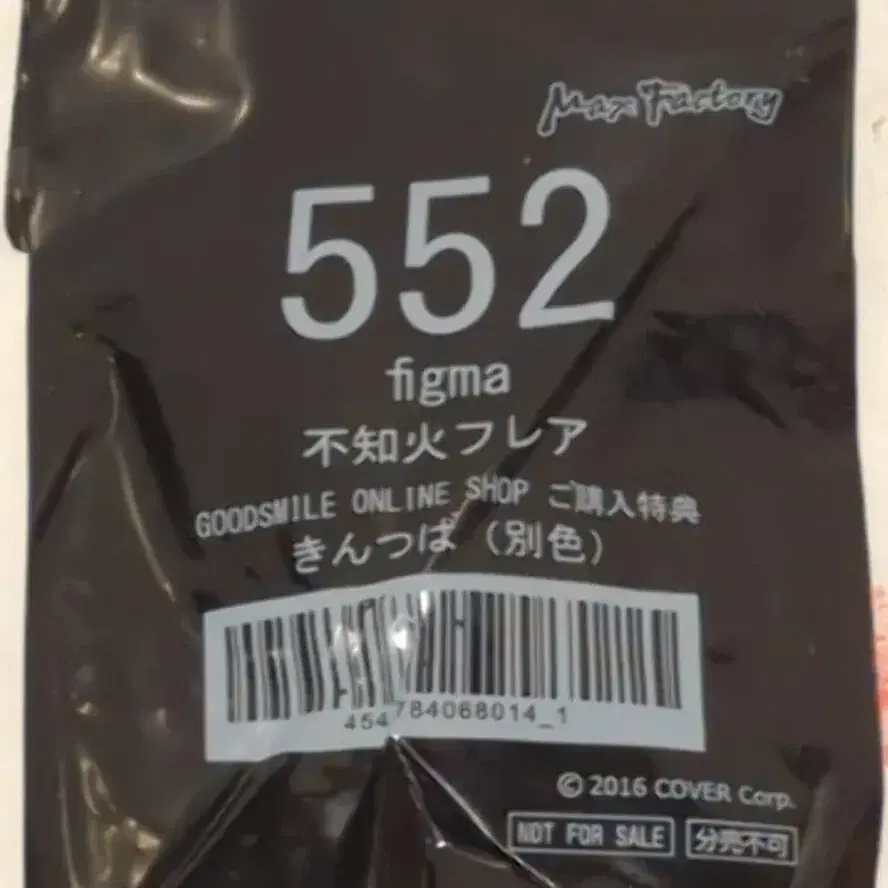 Max Factory
552
figma
不知火フレア
GOODSMILE ONLINE SHOP ご購入特典
きんつば（別色）
454784068014_1
© 2016 COVER Corp.
NOT FOR SALE
分売不可